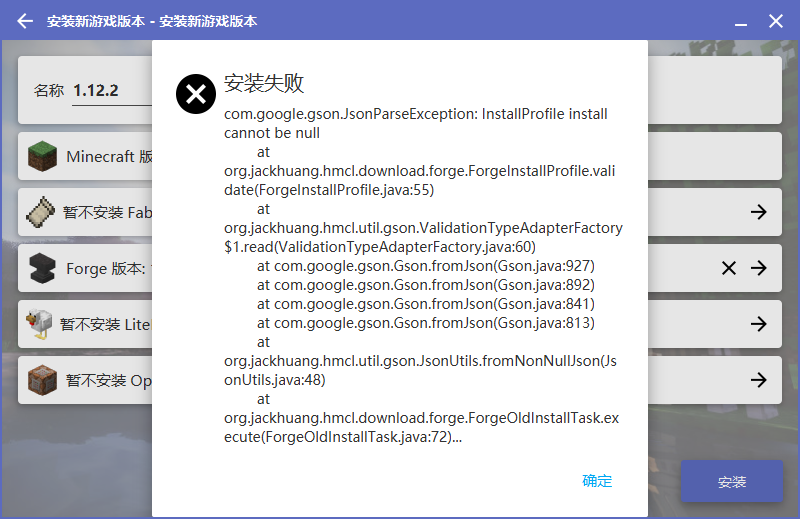 安装新游戏版本 - 安装新游戏版本
名称 1.12.2
Minecraft 版
暂不安装 Fab
Forge 版本:
暂不安装 Lite
暂不安装 Op
安装失败
com.google.gson.JsonParseException: InstallProfile install
cannot be null
at
org.jackhuang.hmcl.download.forge.ForgeInstallProfile.vali
date(ForgeInstallProfile.java:55)
at
org.jackhuang.hmcl.util.gson.ValidationTypeAdapterFactory
$1.read(ValidationTypeAdapterFactory.java:60)
at com.google.gson.Gson.fromJson(Gson.java:927)
at com.google.gson.Gson.fromJson(Gson.java:892)
at com.google.gson.Gson.fromJson(Gson.java:841)
at com.google.gson.Gson.fromJson(Gson.java:813)
at
org.jackhuang.hmcl.util.gson.JsonUtils.fromNonNullJson(Js
onUtils.java:48)
at
org.jackhuang.hmcl.download.forge.ForgeOldInstallTask.ex
ecute(ForgeOldInstallTask.java:72)...
确定
安装